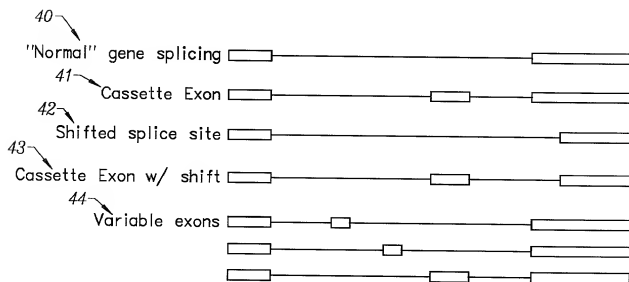 40
"Normal" gene splicing
41
Cassette Exon
42
Shifted splice site
43
Cassette Exon w/ shift
44
Variable exons